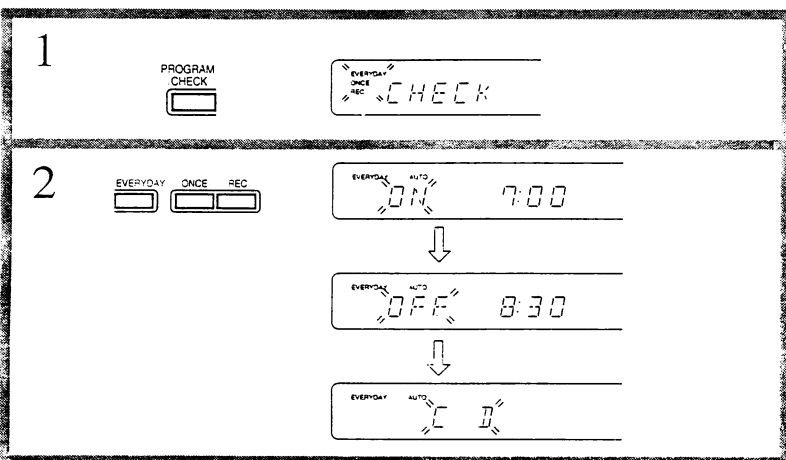 1
PROGRAM
CHECK
EVERYDAY
ONCE
REC
CHECK
2
EVERYDAY ONCE REC
EVERYDAY AUTO
ON 7:00
EVERYDAY AUTO
OFF 8:30
EVERYDAY AUTO
CD